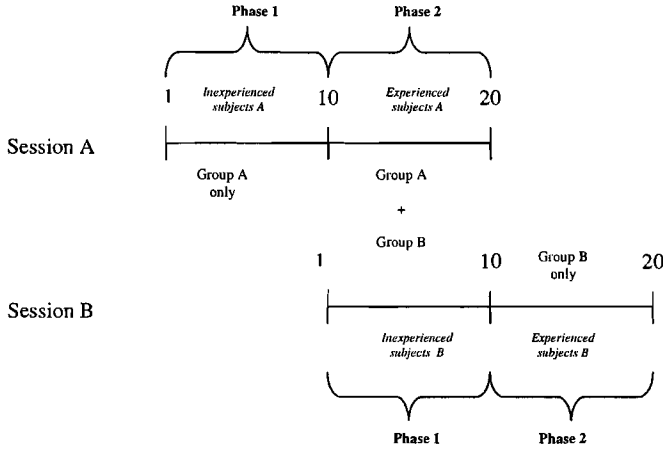 Phase 1
Phase 2
1
Inexperienced
subjects A
10
Experienced
subjects A
20
Session A
Group A
only
Group A
+
Group B
1
10
Group B
only
20
Session B
Inexperienced
subjects B
Experienced
subjects B
Phase 1
Phase 2